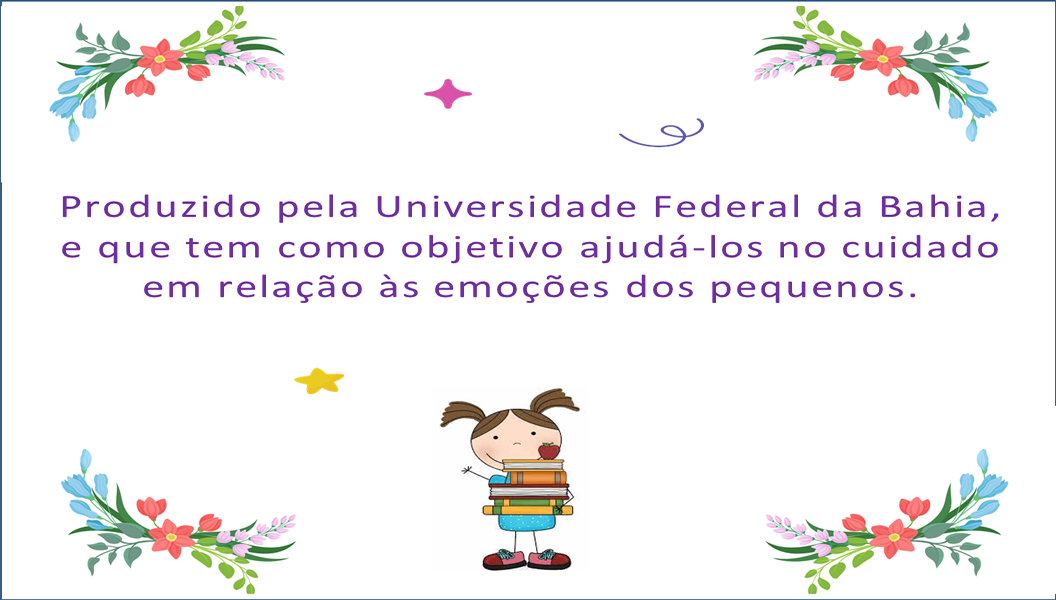 Produzido pela Universidade Federal da Bahia,
e que tem como objetivo ajudá-los no cuidado
em relação às emoções dos pequenos.